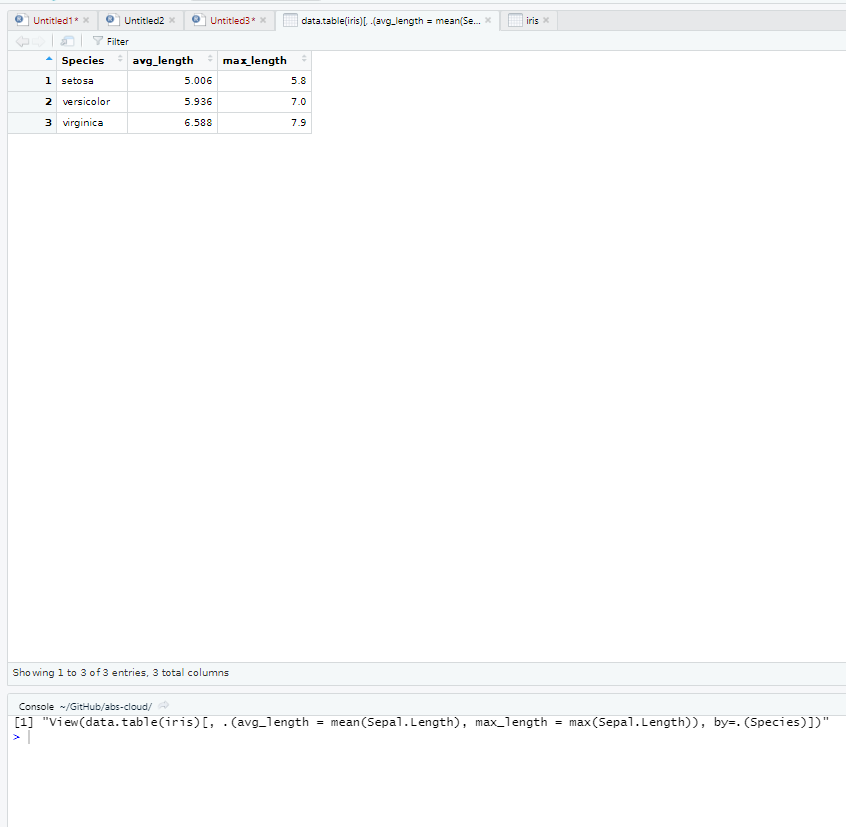 Untitled1* × Untitled2 × Untitled3* × data.table(iris)[, .(avg_length = mean(Se... × iris ×
Filter
Species avg_length max_length
1 setosa 5.006 5.8
2 versicolor 5.936 7.0
3 virginica 6.588 7.9
Showing 1 to 3 of 3 entries, 3 total columns
Console ~/GitHub/abs-cloud/
[1] "View(data.table(iris)[, .(avg_length = mean(Sepal.Length), max_length = max(Sepal.Length)), by=.(Species)])"
>